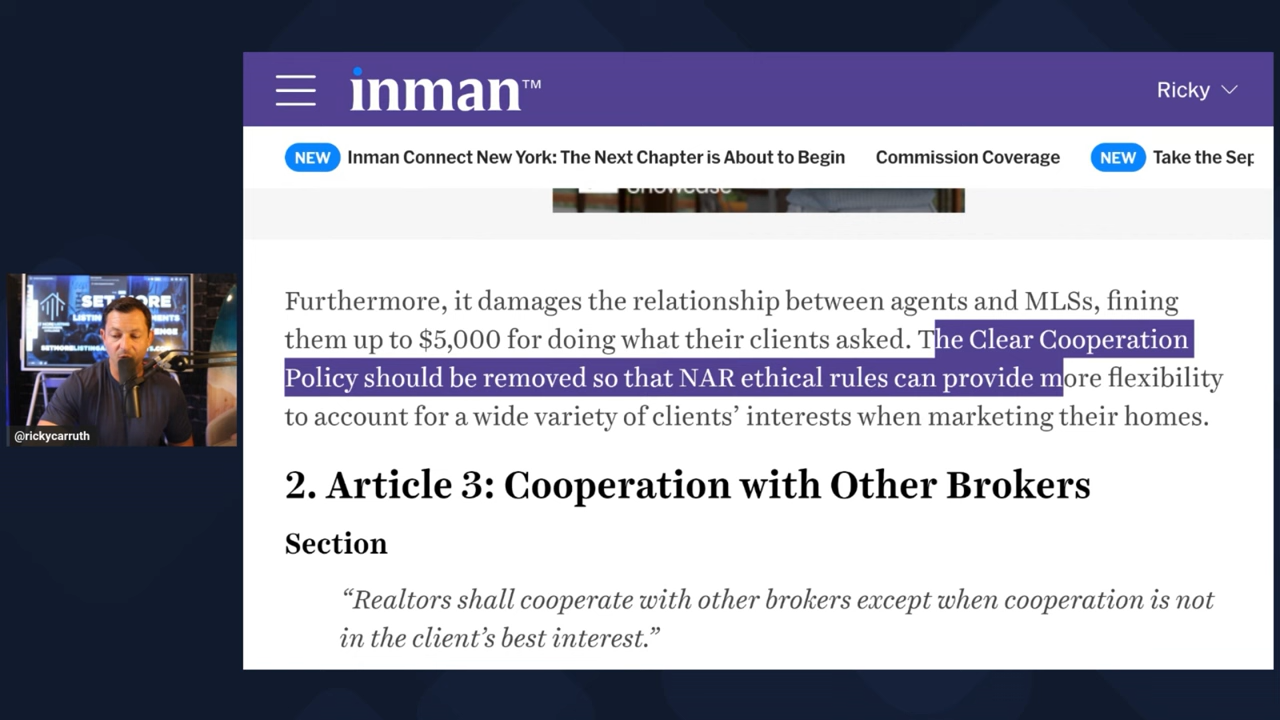 inman™
Ricky
NEW Inman Connect New York: The Next Chapter is About to Begin Commission Coverage NEW Take the Sep
Showcase
Furthermore, it damages the relationship between agents and MLSs, fining
them up to $5,000 for doing what their clients asked. The Clear Cooperation
Policy should be removed so that NAR ethical rules can provide more flexibility
to account for a wide variety of clients’ interests when marketing their homes.
2. Article 3: Cooperation with Other Brokers
Section
“Realtors shall cooperate with other brokers except when cooperation is not
in the client’s best interest.”
SET MORE
@rickycarruth